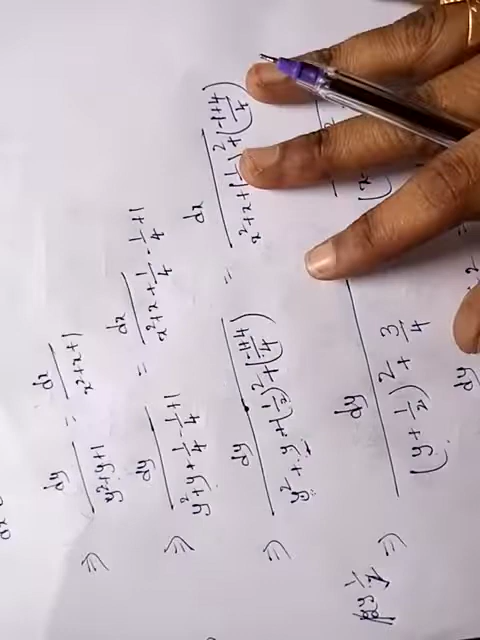 ⇒ dy/(y²+y+1) = dx/(x²+x+1)
⇒ dy/(y²+y+1/4-1/4+1) = dx/(x²+x+1/4-1/4+1)
⇒ dy/(y²+y+(1/2)²+(-1+4/4)) = dx/(x²+x+(1/2)²+(-1+4/4))
⇒ dy/((y+1/2)²+3/4)
dy